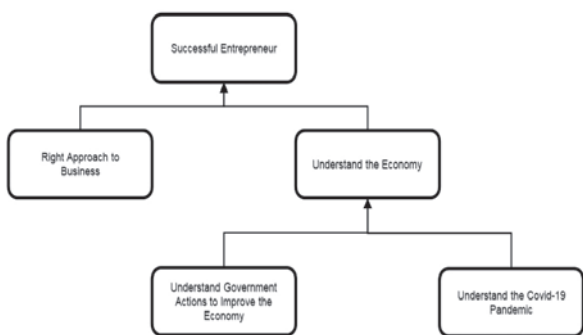 Successful Entrepreneur
Right Approach to
Business
Understand the Economy
Understand Government
Actions to Improve the
Economy
Understand the Covid-19
Pandemic